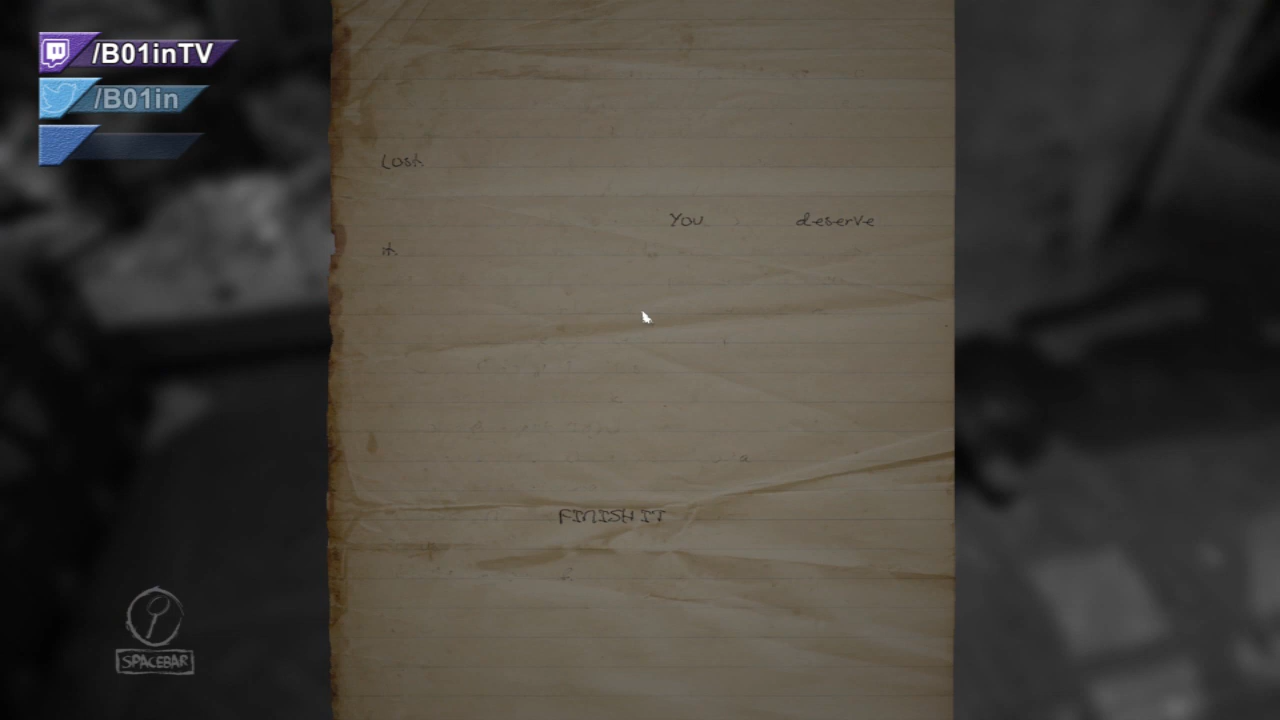 /B01inTV
/B01in
Lost
You deserve
it
a
FINISH IT
SPACEBAR